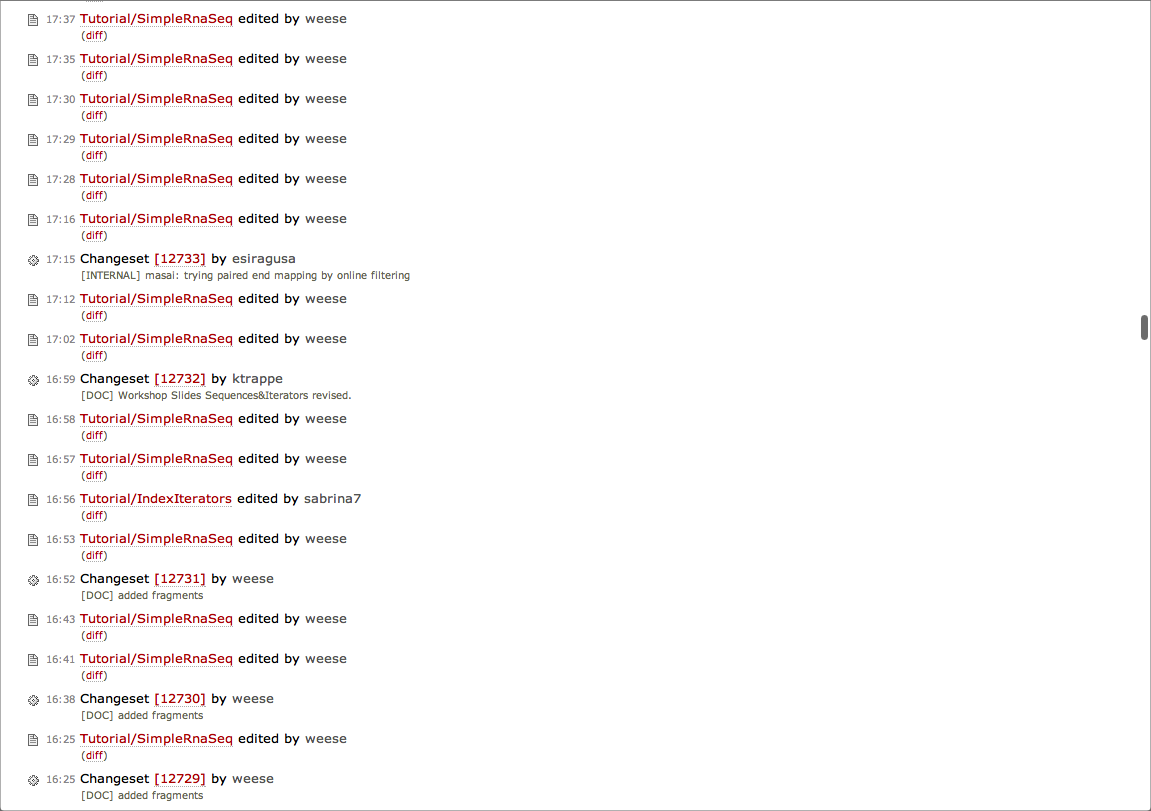 17:37 Tutorial/SimpleRnaSeq edited by weese
(diff)
17:35 Tutorial/SimpleRnaSeq edited by weese
(diff)
17:30 Tutorial/SimpleRnaSeq edited by weese
(diff)
17:29 Tutorial/SimpleRnaSeq edited by weese
(diff)
17:28 Tutorial/SimpleRnaSeq edited by weese
(diff)
17:16 Tutorial/SimpleRnaSeq edited by weese
(diff)
17:15 Changeset [12733] by esiragusa
[INTERNAL] masai: trying paired end mapping by online filtering
17:12 Tutorial/SimpleRnaSeq edited by weese
(diff)
17:02 Tutorial/SimpleRnaSeq edited by weese
(diff)
16:59 Changeset [12732] by ktrappe
[DOC] Workshop Slides Sequences&Iterators revised.
16:58 Tutorial/SimpleRnaSeq edited by weese
(diff)
16:57 Tutorial/SimpleRnaSeq edited by weese
(diff)
16:56 Tutorial/IndexIterators edited by sabrina7
(diff)
16:53 Tutorial/SimpleRnaSeq edited by weese
(diff)
16:52 Changeset [12731] by weese
[DOC] added fragments
16:43 Tutorial/SimpleRnaSeq edited by weese
(diff)
16:41 Tutorial/SimpleRnaSeq edited by weese
(diff)
16:38 Changeset [12730] by weese
[DOC] added fragments
16:25 Tutorial/SimpleRnaSeq edited by weese
(diff)
16:25 Changeset [12729] by weese
[DOC] added fragments